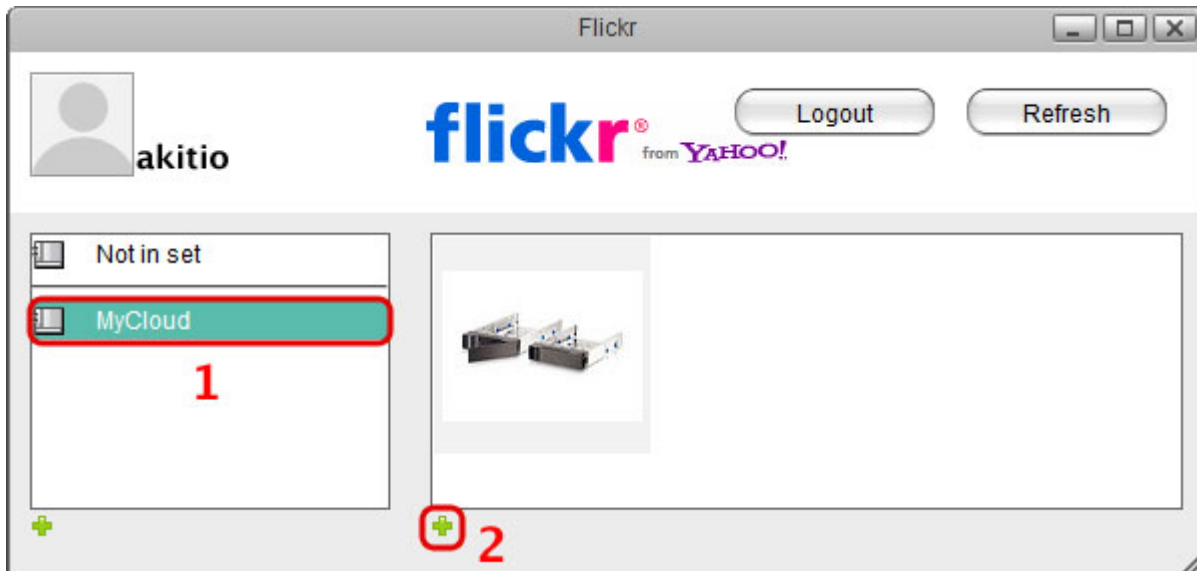 Flickr
akitio
flickr® from YAHOO!
Logout
Refresh
Not in set
MyCloud
1
2